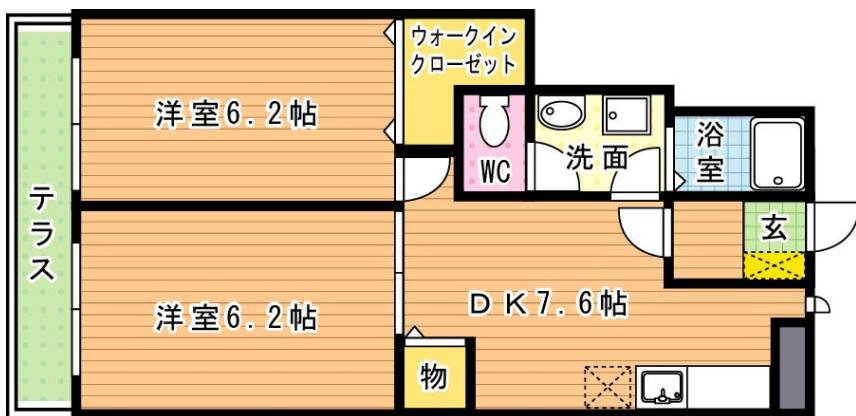 ウォークイン
クローゼット
洋室6.2帖
WC
洗面
浴室
玄
テラス
洋室6.2帖
DK7.6帖
物